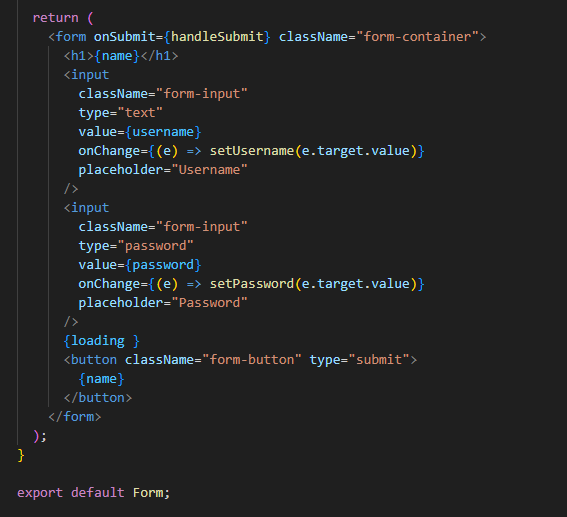 return (
<form onSubmit={handleSubmit} className="form-container">
<h1>{name}</h1>
<input
className="form-input"
type="text"
value={username}
onChange={(e) => setUsername(e.target.value)}
placeholder="Username"
/>
<input
className="form-input"
type="password"
value={password}
onChange={(e) => setPassword(e.target.value)}
placeholder="Password"
/>
{loading }
<button className="form-button" type="submit">
{name}
</button>
</form>
);
}
export default Form;